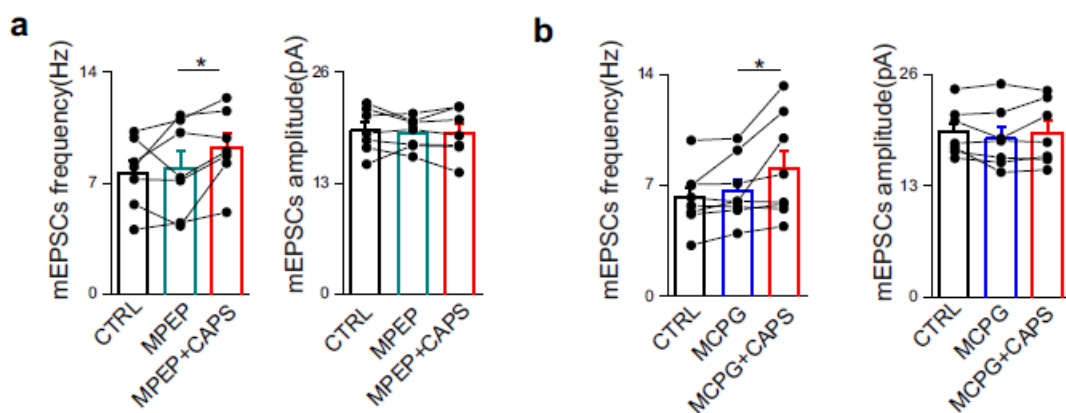 a
mEPSCs frequency(Hz)
14
7
0
*
CTRL
MPEP
MPEP+CAPS
mEPSCs amplitude(pA)
26
13
0
CTRL
MPEP
MPEP+CAPS
b
mEPSCs frequency(Hz)
14
7
0
*
CTRL
MCPG
MCPG+CAPS
mEPSCs amplitude(pA)
26
13
0
CTRL
MCPG
MCPG+CAPS